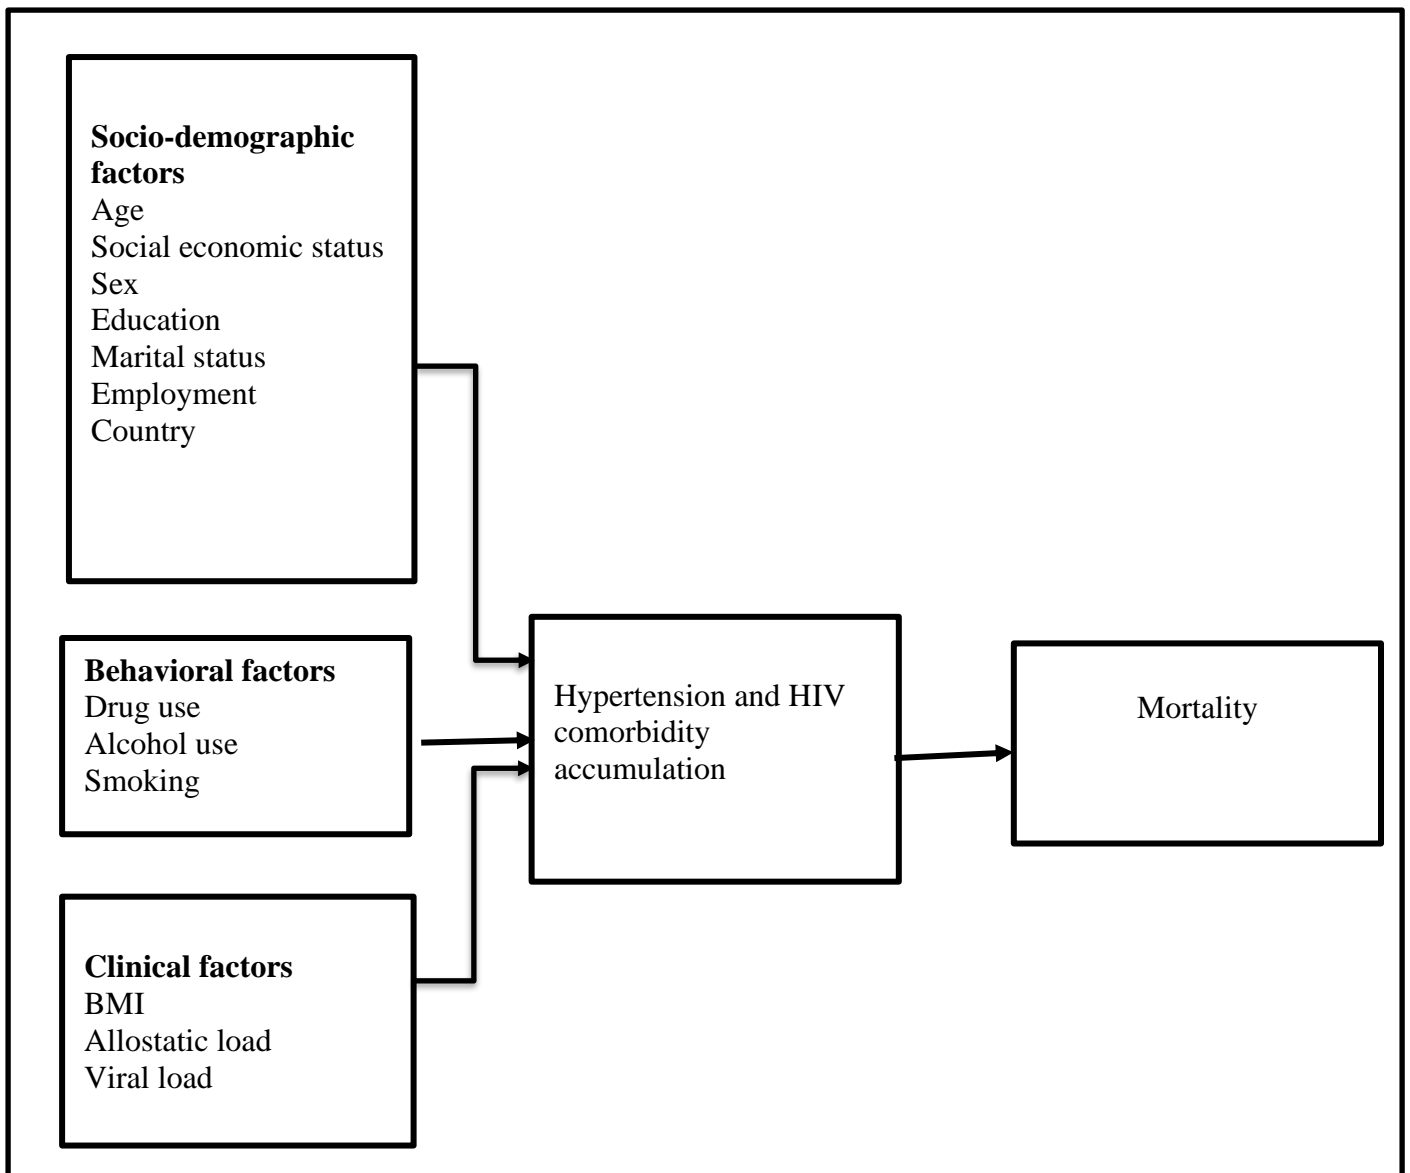 Socio-demographic
factors
Age
Social economic status
Sex
Education
Marital status
Employment
Country
Behavioral factors
Drug use
Alcohol use
Smoking
Clinical factors
BMI
Allostatic load
Viral load
Hypertension and HIV
comorbidity
accumulation
Mortality